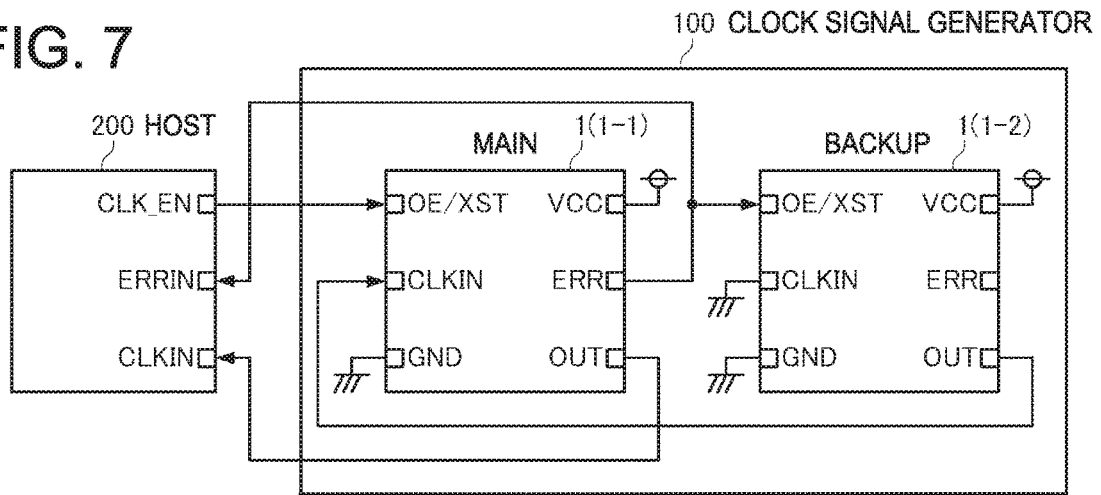 FIG. 7
100 CLOCK SIGNAL GENERATOR
200 HOST
MAIN
1(1-1)
BACKUP
1(1-2)
CLK_EN
OE/XST
VCC
OE/XST
VCC
ERRIN
CLKIN
ERR
CLKIN
ERR
CLKIN
GND
OUT
GND
OUT